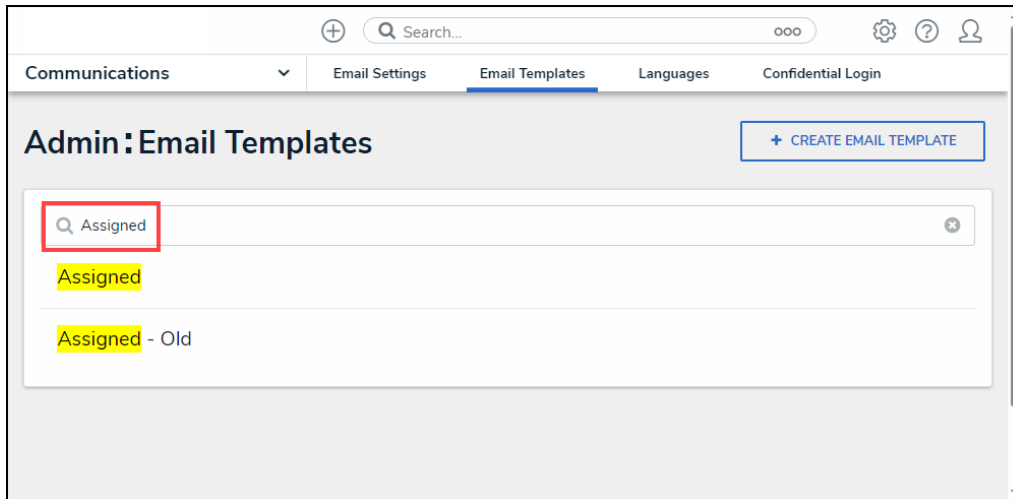 Search...
ooo
Communications
Email Settings
Email Templates
Languages
Confidential Login
Admin:Email Templates
+ CREATE EMAIL TEMPLATE
Assigned
Assigned
Assigned - Old